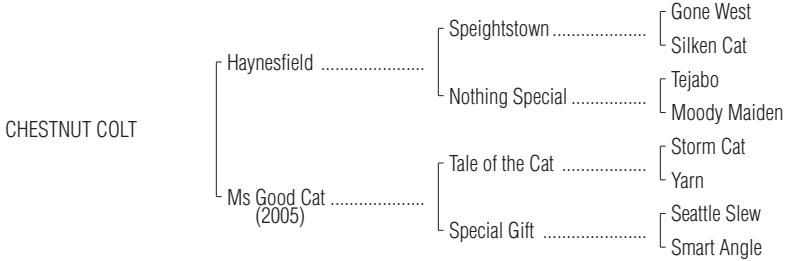 Gone West
Speightstown ....................
Silken Cat
Haynesfield ......................
Tejabo
Nothing Special ................
Moody Maiden
CHESTNUT COLT
Storm Cat
Tale of the Cat ..................
Yarn
Ms Good Cat ....................
(2005)
Seattle Slew
Special Gift ......................
Smart Angle